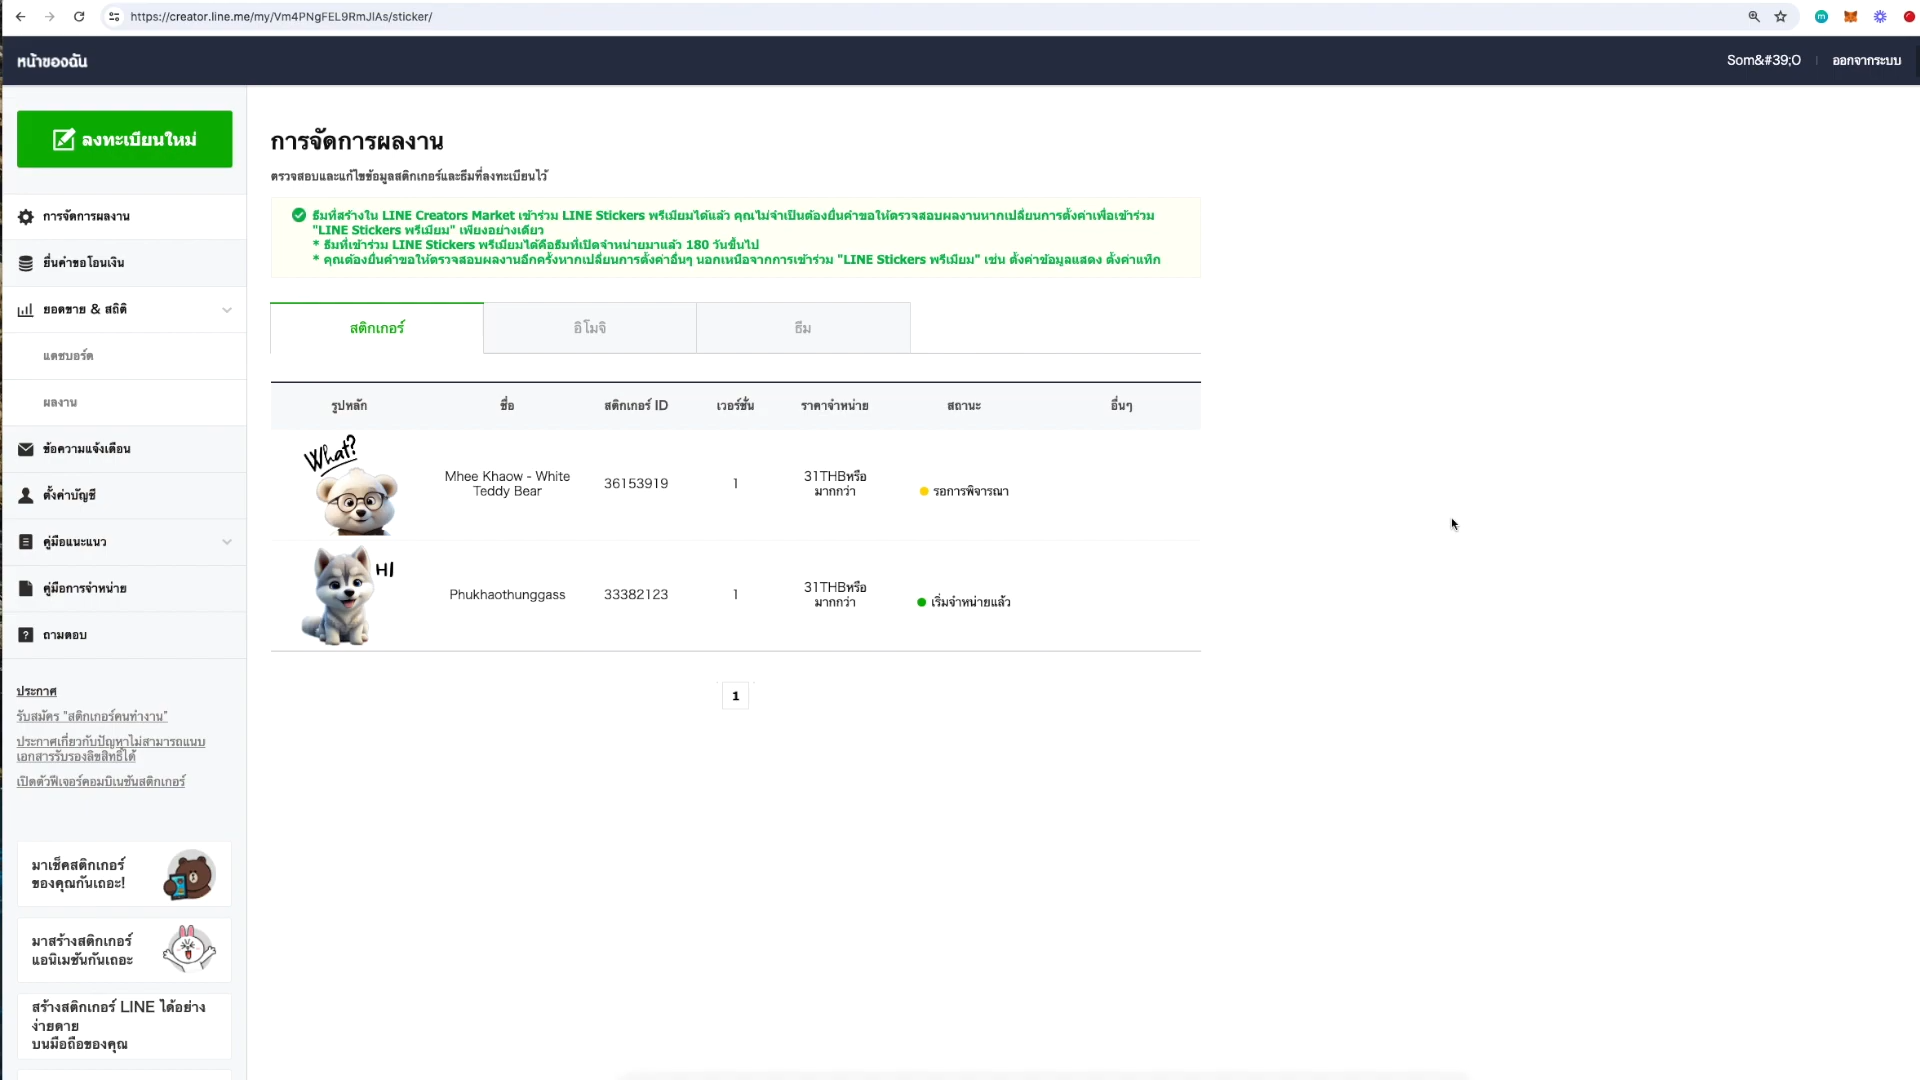 https://creator.line.me/my/Vm4PNgFEL9RmJlAs/sticker/
m
หน้าของฉัน
Som&#39;O
ออกจากระบบ
ลงทะเบียนใหม่
การจัดการผลงาน
ยื่นคำขอโอนเงิน
ยอดขาย & สถิติ
แดชบอร์ด
ผลงาน
ข้อความแจ้งเตือน
ตั้งค่าบัญชี
คู่มือแนะแนว
คู่มือการจำหน่าย
ถามตอบ
ประกาศ
รับสมัคร "สติกเกอร์คนทำงาน"
ประกาศเกี่ยวกับปัญหาไม่สามารถแนบ
เอกสารรับรองลิขสิทธิ์ได้
เปิดตัวฟีเจอร์คอมบิเนชันสติกเกอร์
มาเช็คสติกเกอร์
ของคุณกันเถอะ!
มาสร้างสติกเกอร์
แอนิเมชันกันเถอะ
สร้างสติกเกอร์ LINE ได้อย่าง
ง่ายดาย
บนมือถือของคุณ
การจัดการผลงาน
ตรวจสอบและแก้ไขข้อมูลสติกเกอร์และธีมที่ลงทะเบียนไว้
ธีมที่สร้างใน LINE Creators Market เข้าร่วม LINE Stickers พรีเมียมได้แล้ว คุณไม่จำเป็นต้องยื่นคำขอให้ตรวจสอบผลงานหากเปลี่ยนการตั้งค่าเพื่อเข้าร่วม
"LINE Stickers พรีเมียม" เพียงอย่างเดียว
* ธีมที่เข้าร่วม LINE Stickers พรีเมียมได้คือธีมที่เปิดจำหน่ายมาแล้ว 180 วันขึ้นไป
* คุณต้องยื่นคำขอให้ตรวจสอบผลงานอีกครั้งหากเปลี่ยนการตั้งค่าอื่นๆ นอกเหนือจากการเข้าร่วม "LINE Stickers พรีเมียม" เช่น ตั้งค่าข้อมูลแสดง ตั้งค่าแท็ก
สติกเกอร์
อิโมจิ
ธีม
รูปหลัก ชื่อ สติกเกอร์ ID เวอร์ชั่น ราคาจำหน่าย สถานะ อื่นๆ
What?
Mhee Khaow - White
Teddy Bear
36153919
1
31THBหรือ
มากกว่า
รอการพิจารณา
HI
Phukhaothunggass
33382123
1
31THBหรือ
มากกว่า
เริ่มจำหน่ายแล้ว
1